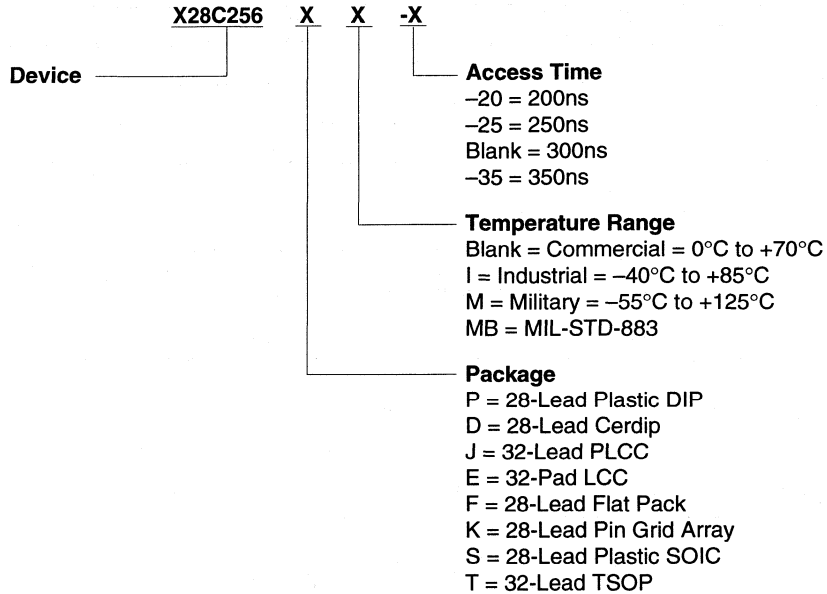 X28C256 X X -X
Device
Access Time
–20 = 200ns
–25 = 250ns
Blank = 300ns
–35 = 350ns
Temperature Range
Blank = Commercial = 0°C to +70°C
I = Industrial = –40°C to +85°C
M = Military = –55°C to +125°C
MB = MIL-STD-883
Package
P = 28-Lead Plastic DIP
D = 28-Lead Cerdip
J = 32-Lead PLCC
E = 32-Pad LCC
F = 28-Lead Flat Pack
K = 28-Lead Pin Grid Array
S = 28-Lead Plastic SOIC
T = 32-Lead TSOP